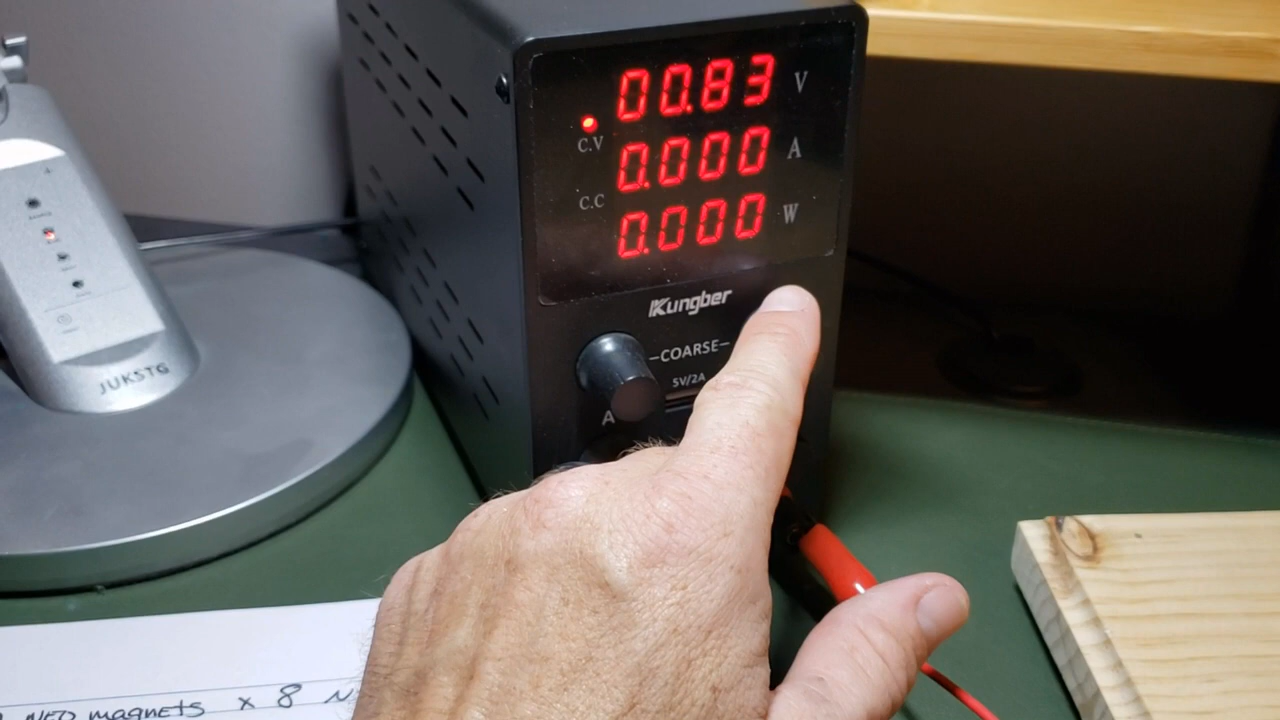 00.83 V
C.V
0.000 A
C.C
0.000 W
Kungber
-COARSE-
5V/2A
A
JUKSTG
NEO magnets x 8 N